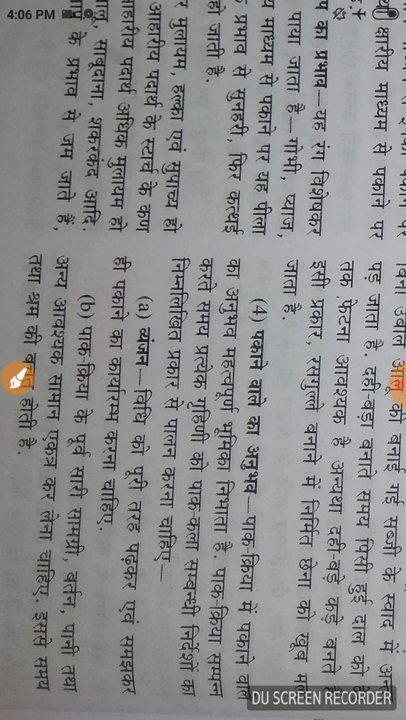 क्षारीय माध्यम से पकाने पर
का प्रभाव—यह रंग विशेषकर
पाया जाता है—गोभी, प्याज,
माध्यम से पकाने पर यह पीला
प्रभाव से सुनहरी, फिर कत्थई
हो जाती है.
मुलायम, हल्का एवं सुपाच्य हो
आहारीय पदार्थ के स्टार्च के कण
पदार्थ अधिक मुलायम हो
साबूदाना, शकरकंद आदि
के प्रभाव से जम जाते हैं,
बिना उबाले आलू की बनाई गई सब्जी के स्वाद में
पड़ जाता है. दही-बड़ा बनाते समय पिसी हुई दाल को
तक फेंटना आवश्यक है अन्यथा दही-बड़े कड़े बनते
इसी प्रकार, रसगुल्ले बनाने में निर्मित छेना को खूब
जाता है.
(4) पकाने वाले का अनुभव—पाक-क्रिया में पकाने वाले
का अनुभव महत्वपूर्ण भूमिका निभाता है. पाक-क्रिया सम्पन्न
करते समय प्रत्येक गृहिणी को पाक-कला सम्बन्धी निर्देशों का
निम्नलिखित प्रकार से पालन करना चाहिए—
(a) व्यंजन—विधि को पूरी तरह पढ़कर एवं समझकर
ही पकाने का कार्यारम्भ करना चाहिए.
(b) पाक-क्रिया के पूर्व सारी सामग्री, बर्तन, पानी तथा
अन्य आवश्यक सामान एकत्र कर लेना चाहिए. इससे समय
तथा श्रम की बचत होती है.
4:06 PM
DU SCREEN RECORDER